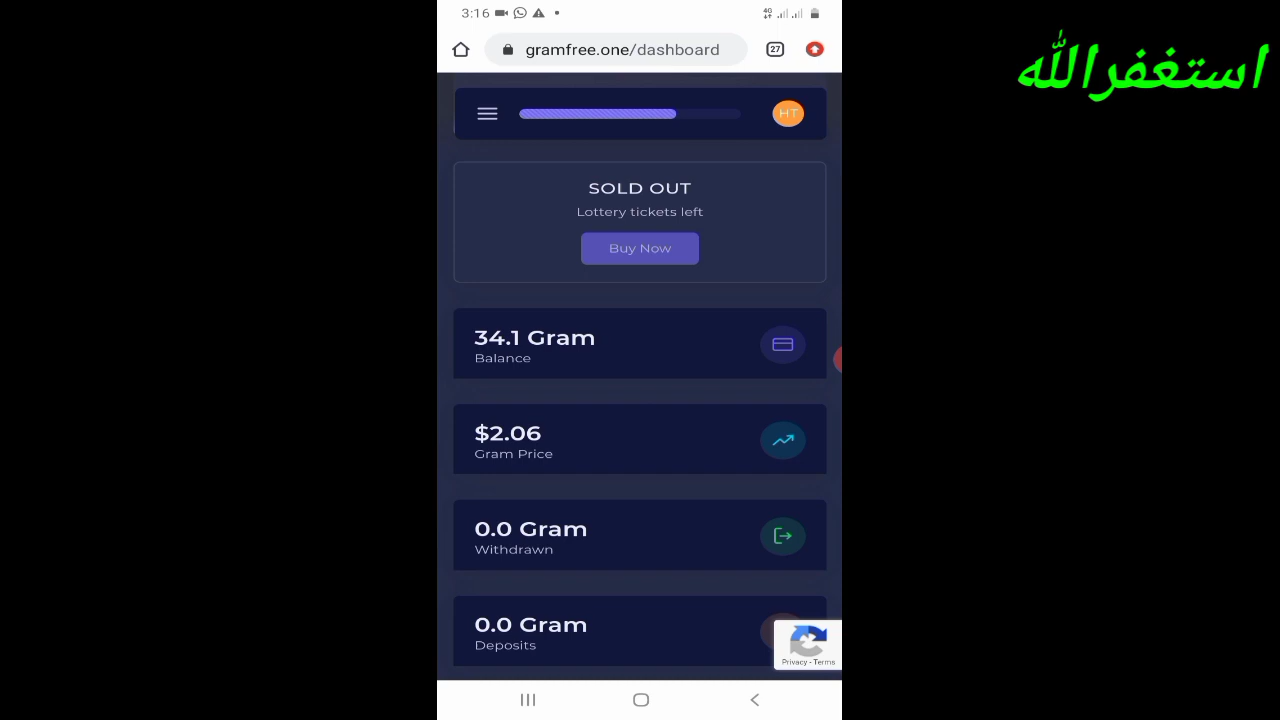 3:16
4G
gramfree.one/dashboard
27
استغفرالله
HT
SOLD OUT
Lottery tickets left
Buy Now
34.1 Gram
Balance
$2.06
Gram Price
0.0 Gram
Withdrawn
0.0 Gram
Deposits
Privacy - Terms